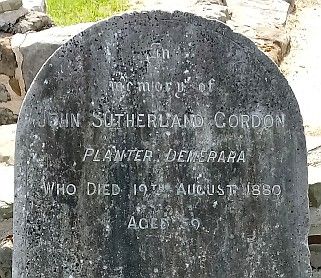 In
memory of
John Sutherland Gordon
Planter, Demerara
Who Died 19th August 1880
Aged 59